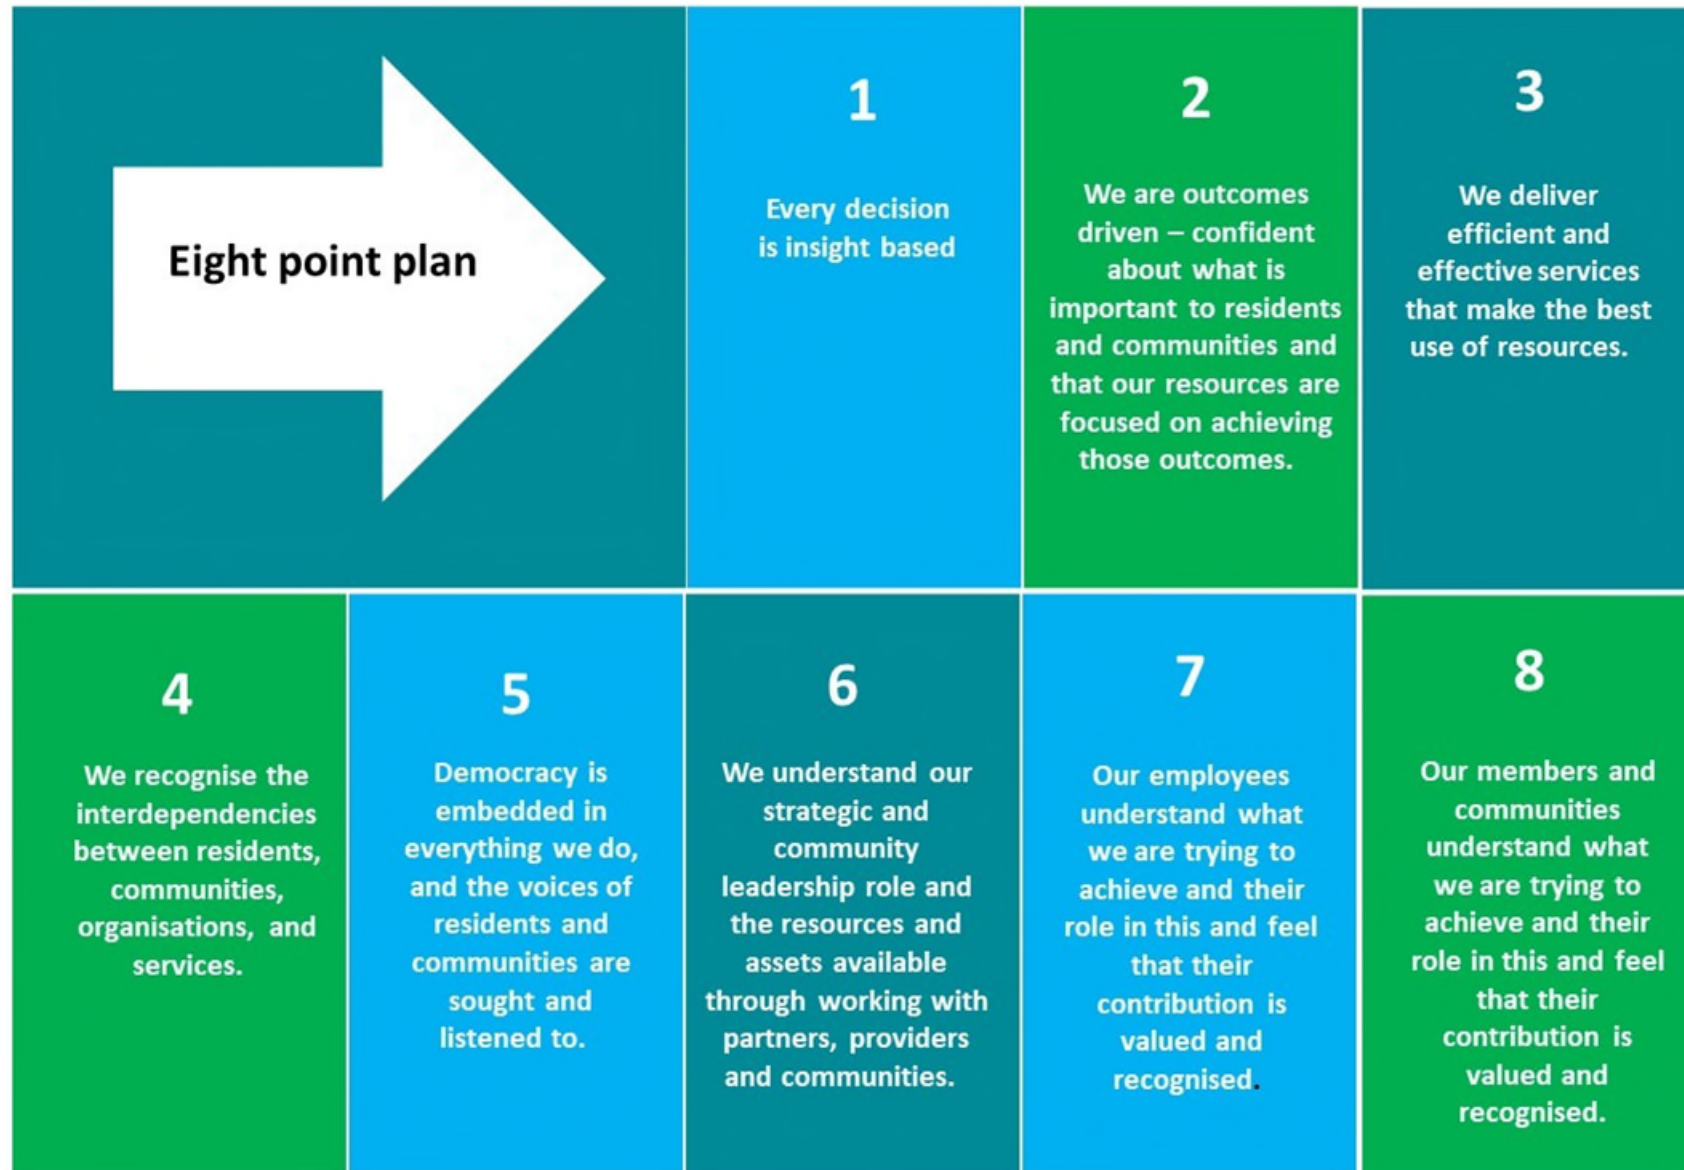 Eight point plan
1
Every decision
is insight based
2
We are outcomes
driven – confident
about what is
important to residents
and communities and
that our resources are
focused on achieving
those outcomes.
3
We deliver
efficient and
effective services
that make the best
use of resources.
4
We recognise the
interdependencies
between residents,
communities,
organisations, and
services.
5
Democracy is
embedded in
everything we do,
and the voices of
residents and
communities are
sought and
listened to.
6
We understand our
strategic and
community
leadership role and
the resources and
assets available
through working with
partners, providers
and communities.
7
Our employees
understand what
we are trying to
achieve and their
role in this and feel
that their
contribution is
valued and
recognised.
8
Our members and
communities
understand what
we are trying to
achieve and their
role in this and feel
that their
contribution is
valued and
recognised.